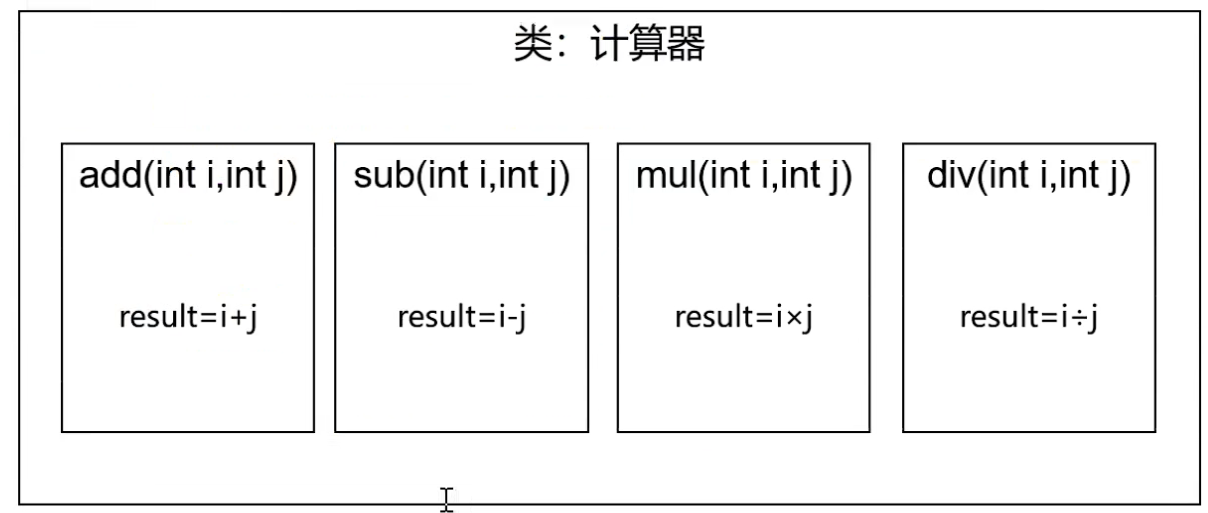 类：计算器
add(int i,int j)
sub(int i,int j)
mul(int i,int j)
div(int i,int j)
result=i+j
result=i-j
result=i×j
result=i÷j